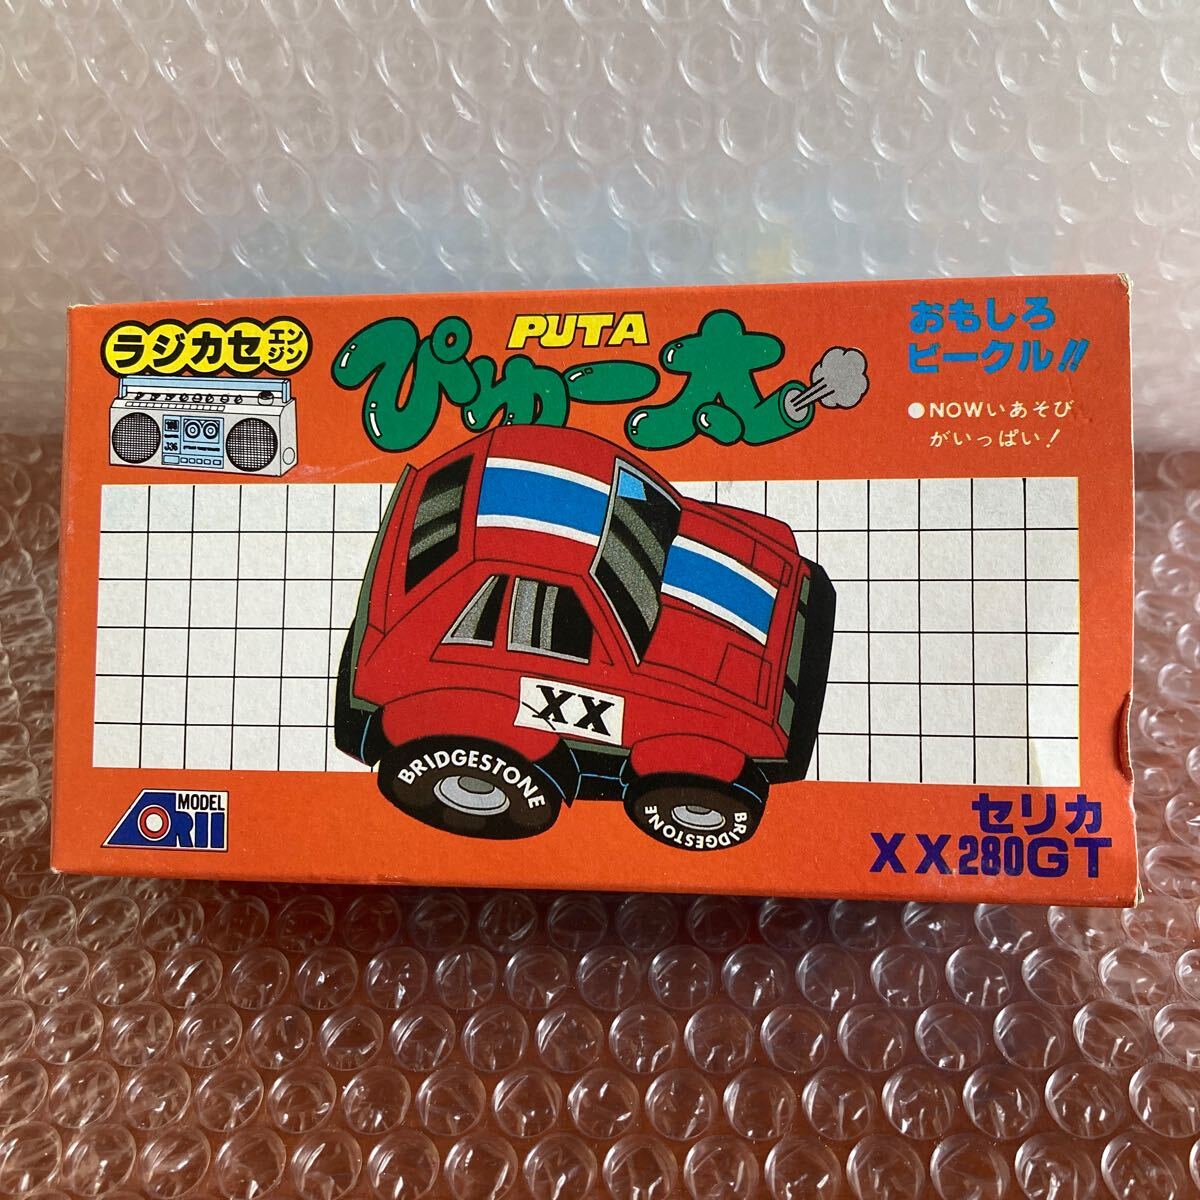 ラジカセエンジン
PUTA
ぴゅー太
おもしろ
ビークル!!
●NOWいあそび
がいっぱい!
XX
BRIDGESTONE
BRIDGESTONE
MODEL
ARII
セリカ
XX280GT